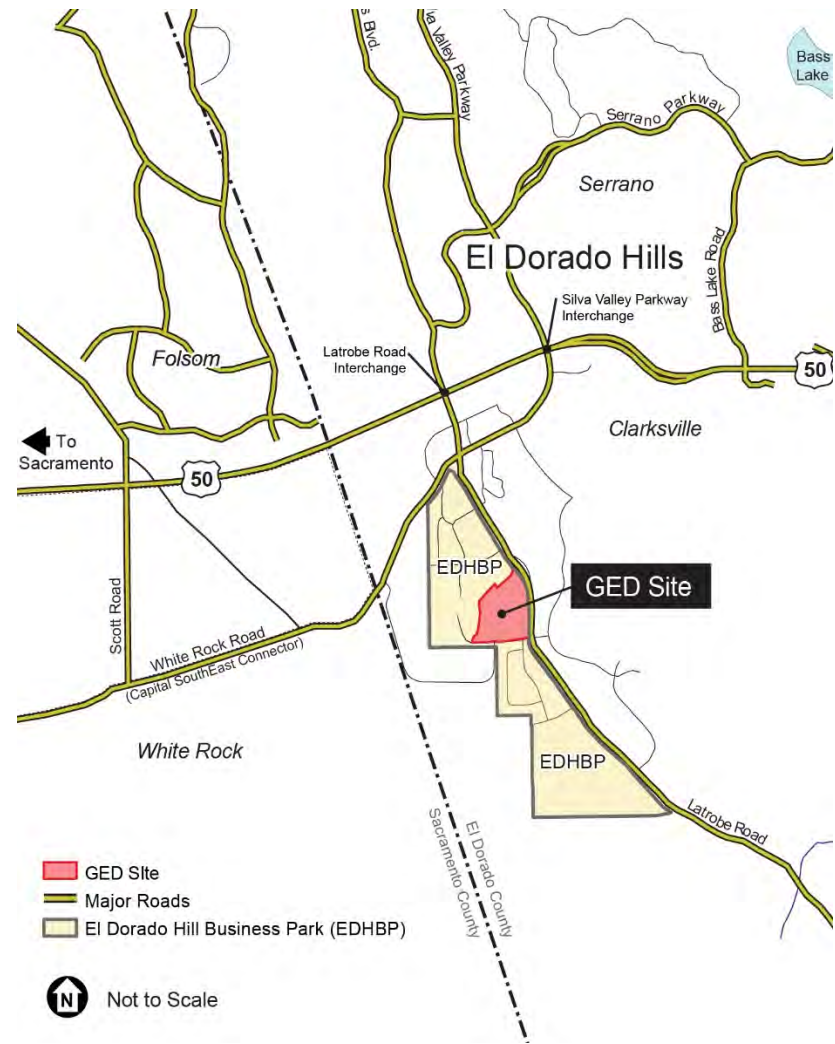 s Blvd.
lva Valley Parkway
Bass
Lake
Serrano Parkway
Serrano
El Dorado Hills
Bass Lake Road
Silva Valley Parkway
Interchange
Latrobe Road
Interchange
Folsom
50
Clarksville
To
Sacramento
50
EDHBP
GED Site
Scott Road
White Rock Road
(Capital SouthEast Connector)
White Rock
EDHBP
Latrobe Road
El Dorado County
Sacramento County
GED SIte
Major Roads
El Dorado Hill Business Park (EDHBP)
N
Not to Scale